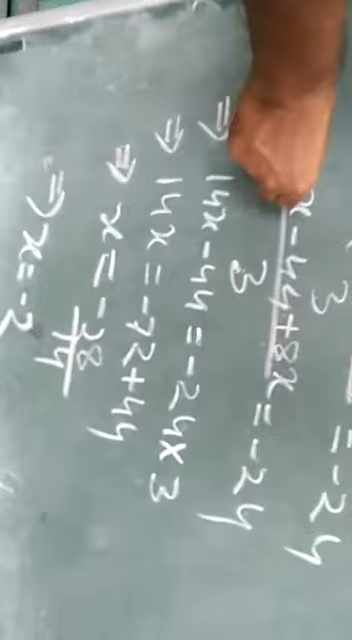 3 = -24
x-44+8x / 3 = -24
⇒ 14x-44 = -24×3
⇒ 14x = -72+44
⇒ x = -28/14
⇒ x = -2